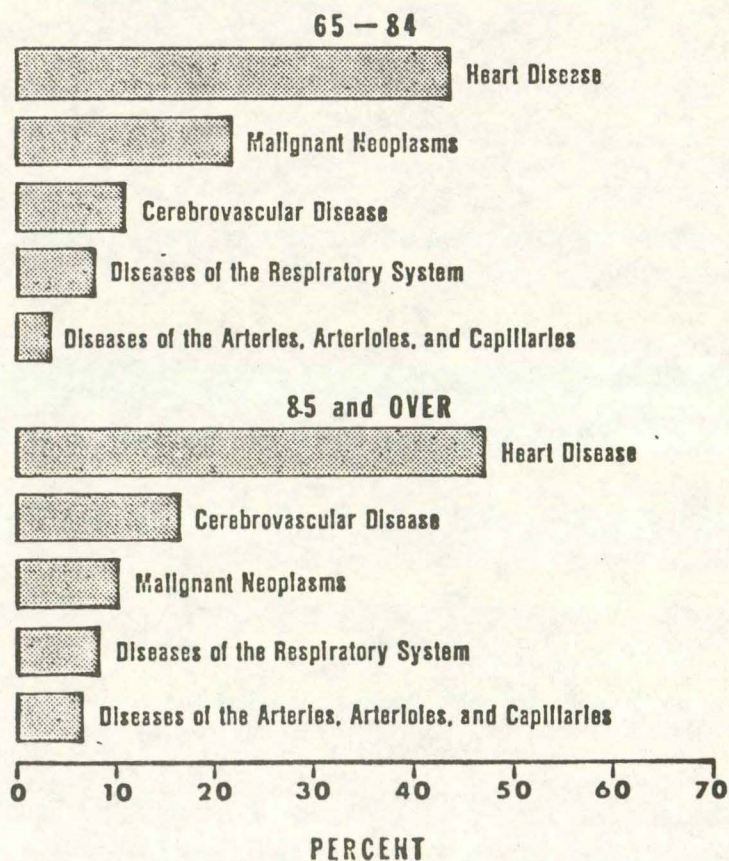 65 — 84
Heart Disease
Malignant Neoplasms
Cerebrovascular Disease
Diseases of the Respiratory System
Diseases of the Arteries, Arterioles, and Capillaries
85 and OVER
Heart Disease
Cerebrovascular Disease
Malignant Neoplasms
Diseases of the Respiratory System
Diseases of the Arteries, Arterioles, and Capillaries
0 10 20 30 40 50 60 70
PERCENT